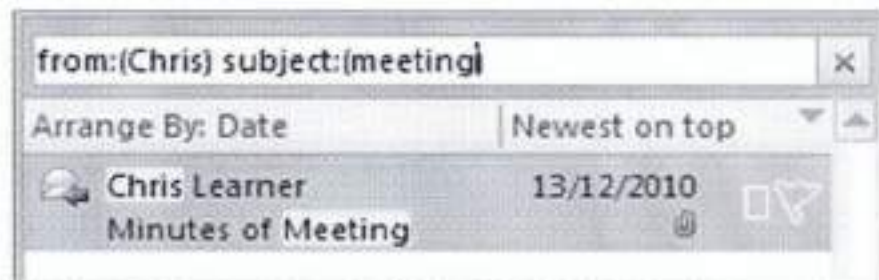 from:(Chris) subject:(meeting)
Arrange By: Date Newest on top
Chris Learner 13/12/2010
Minutes of Meeting